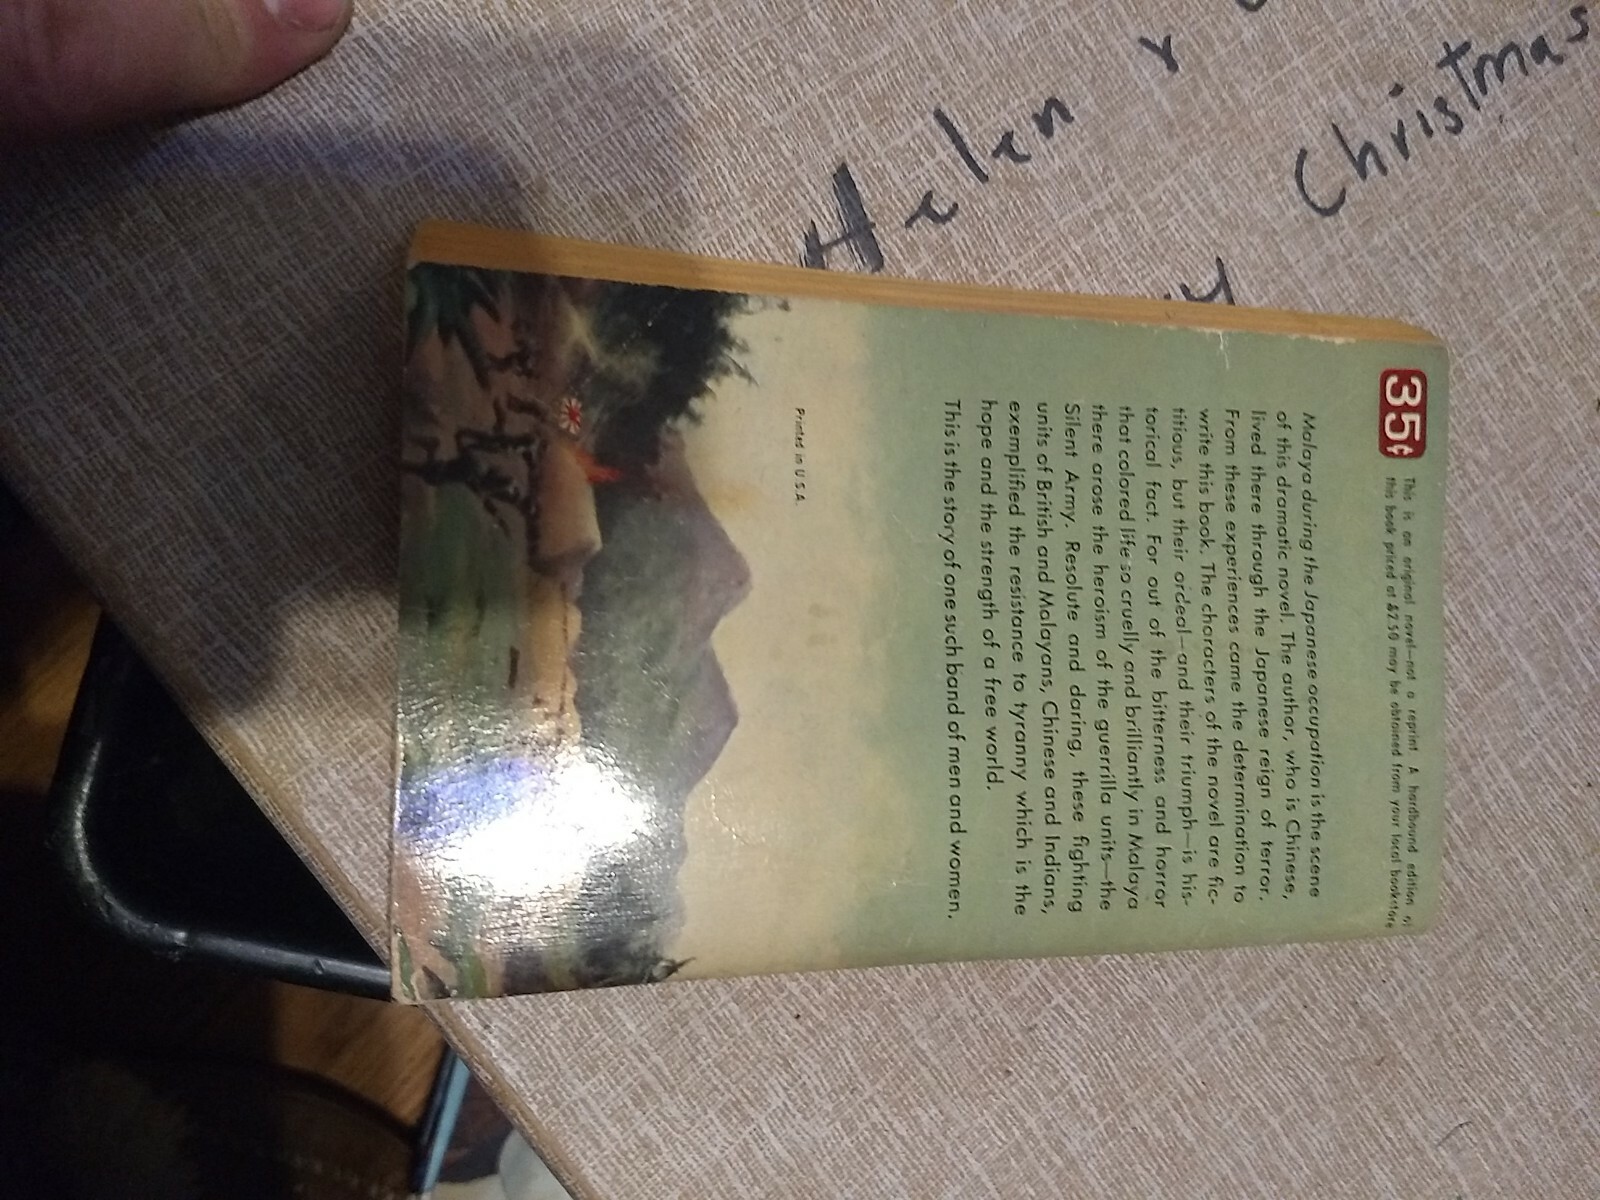 35¢
This is an original novel—not a reprint. A hardbound edition of
this book priced at $2.50 may be obtained from your local bookstore
Malaya during the Japanese occupation is the scene
of this dramatic novel. The author, who is Chinese,
lived there through the Japanese reign of terror.
From these experiences came the determination to
write this book. The characters of the novel are fic-
titious, but their ordeal—and their triumph—is his-
torical fact. For out of the bitterness and horror
that colored life so cruelly and brilliantly in Malaya
there arose the heroism of the guerrilla units—the
Silent Army. Resolute and daring, these fighting
units of British and Malayans, Chinese and Indians,
exemplified the resistance to tyranny which is the
hope and the strength of a free world.
This is the story of one such band of men and women.
Printed in U.S.A.
Helen
Christmas